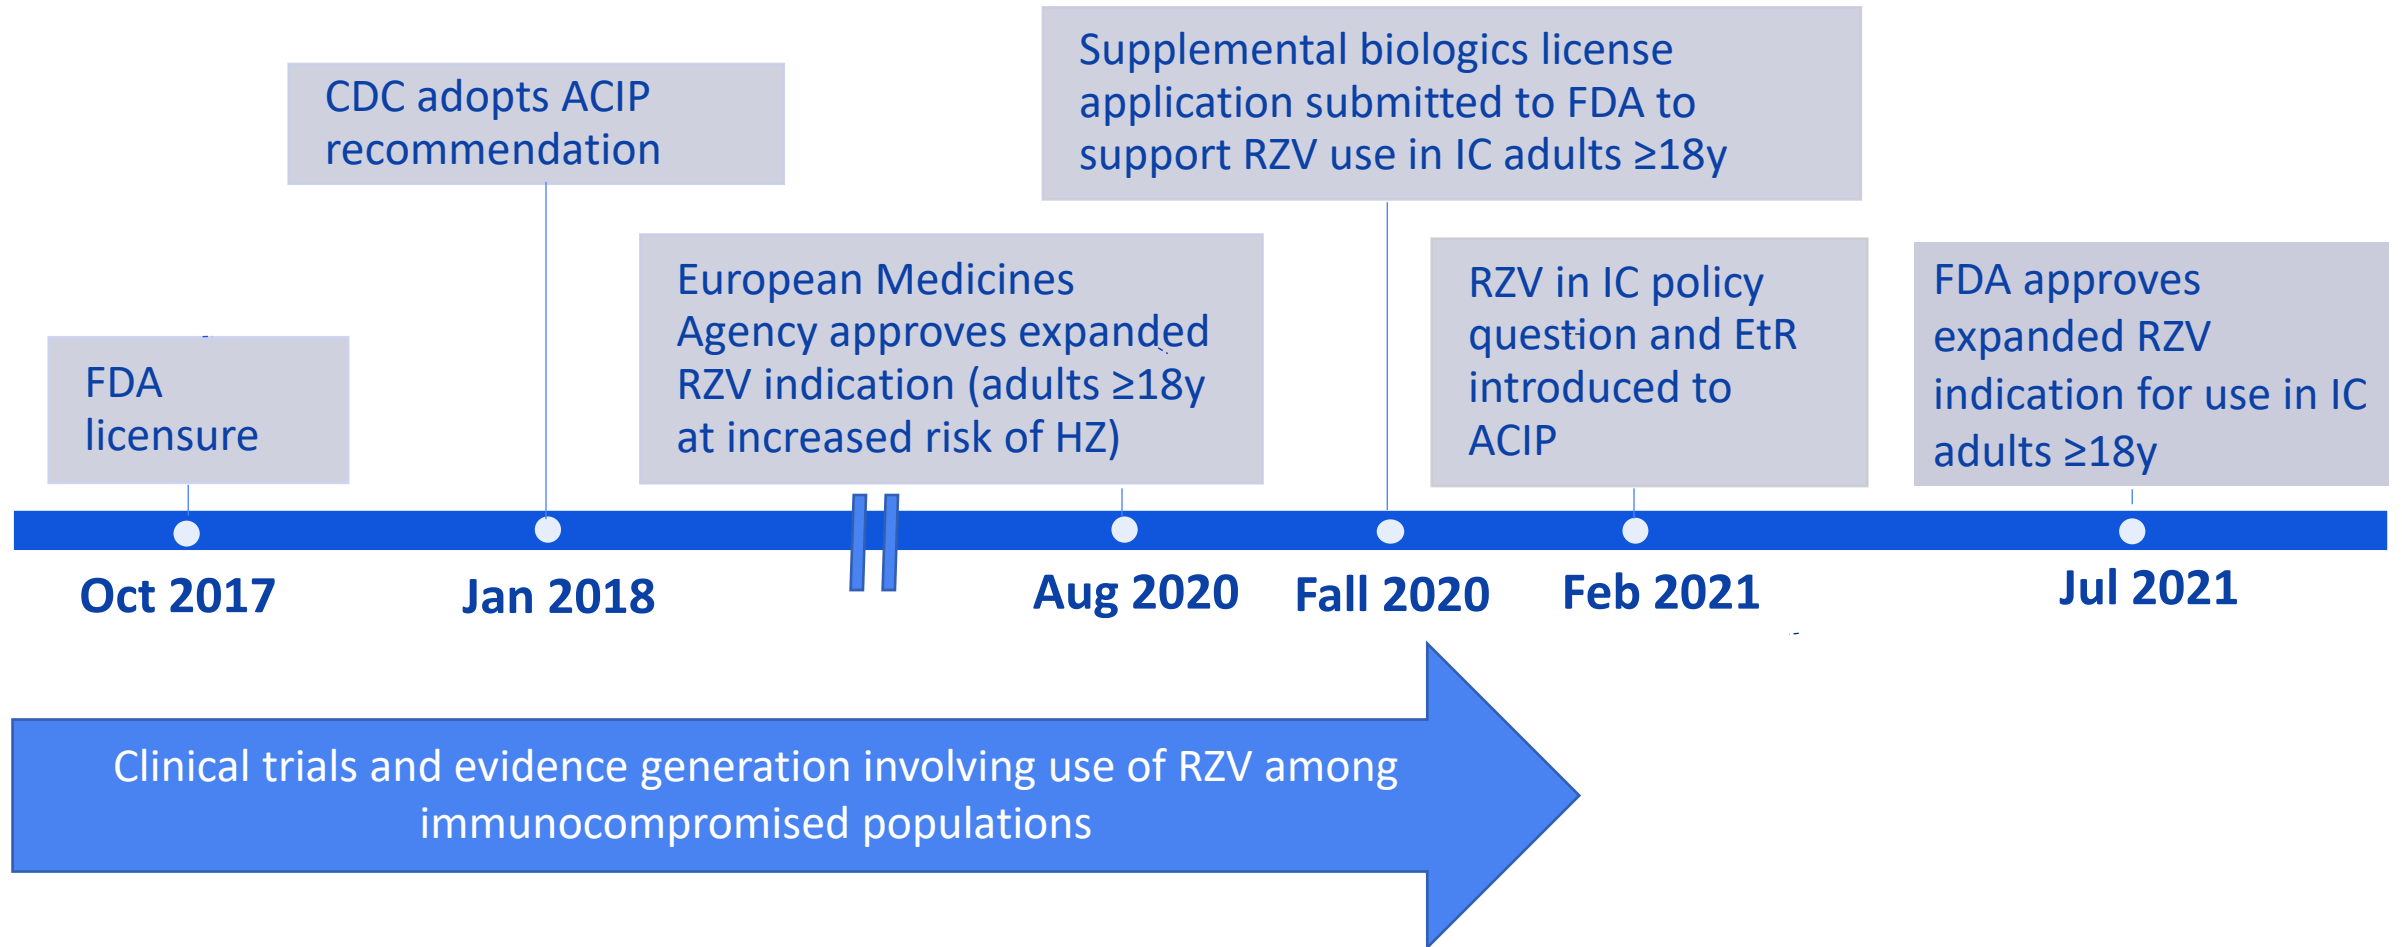 FDA
licensure
CDC adopts ACIP
recommendation
European Medicines
Agency approves expanded
RZV indication (adults ≥18y
at increased risk of HZ)
Supplemental biologics license
application submitted to FDA to
support RZV use in IC adults ≥18y
RZV in IC policy
question and EtR
introduced to
ACIP
FDA approves
expanded RZV
indication for use in IC
adults ≥18y
Oct 2017
Jan 2018
Aug 2020
Fall 2020
Feb 2021
Jul 2021
Clinical trials and evidence generation involving use of RZV among
immunocompromised populations